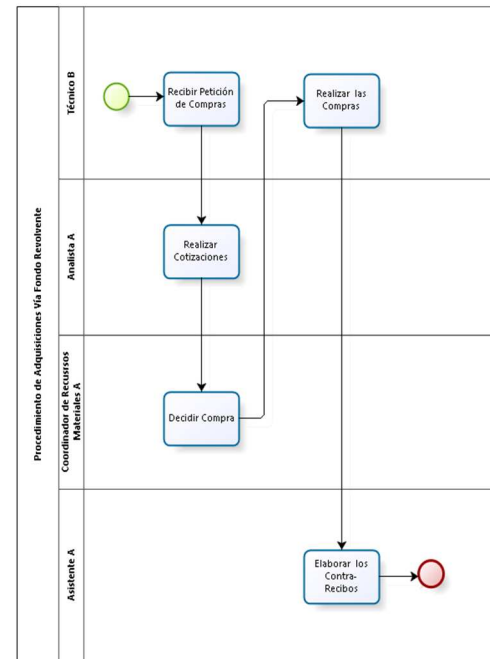 Procedimiento de Adquisiciones Vía Fondo Revolvente
Técnico B
Recibir Petición
de Compras
Realizar las
Compras
Analista A
Realizar
Cotizaciones
Coordinador de Recusrsos
Materiales A
Decidir Compra
Asistente A
Elaborar los
Contra-
Recibos